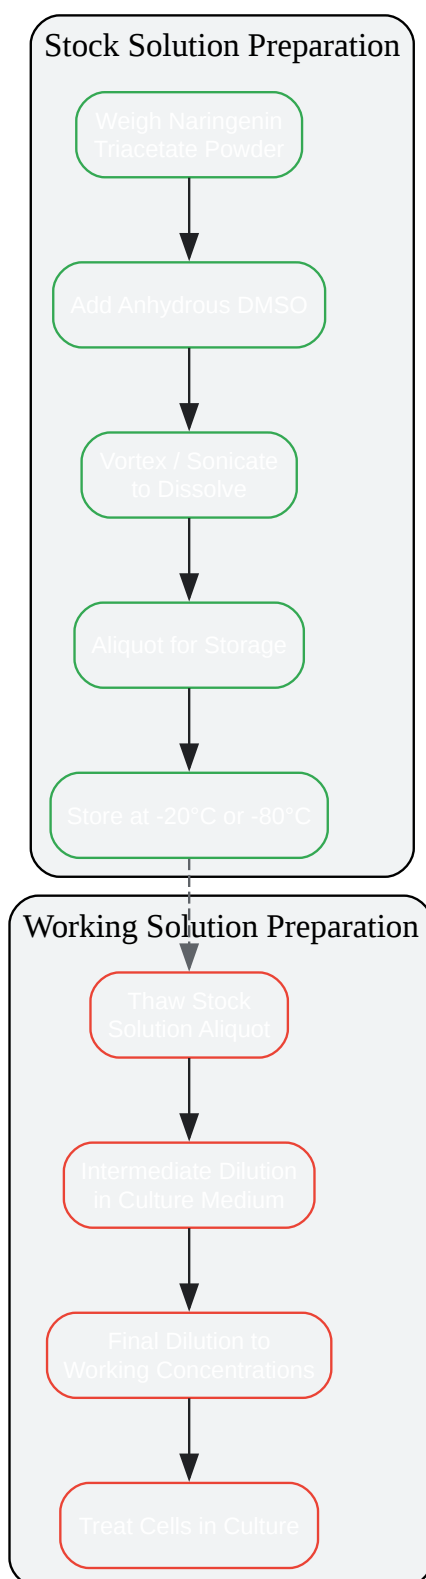 Stock Solution Preparation
Weigh Naringenin
Triacetate Powder
Add Anhydrous DMSO
Vortex / Sonicate
to Dissolve
Aliquot for Storage
Store at -20°C or -80°C
Working Solution Preparation
Thaw Stock
Solution Aliquot
Intermediate Dilution
in Culture Medium
Final Dilution to
Working Concentrations
Treat Cells in Culture